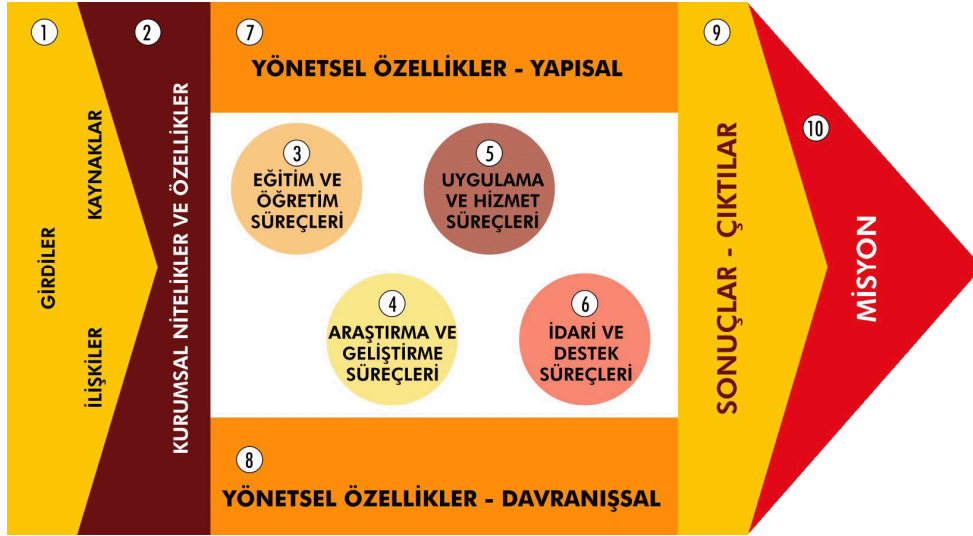 1
GİRDİLER
KAYNAKLAR
İLİŞKİLER
2
KURUMSAL NİTELİKLER VE ÖZELLİKLER
7
YÖNETSEL ÖZELLİKLER - YAPISAL
3
EĞİTİM VE
ÖĞRETİM
SÜREÇLERİ
5
UYGULAMA
VE HİZMET
SÜREÇLERİ
4
ARAŞTIRMA VE
GELİŞTİRME
SÜREÇLERİ
6
İDARİ VE
DESTEK
SÜREÇLERİ
8
YÖNETSEL ÖZELLİKLER - DAVRANIŞSAL
9
SONUÇLAR - ÇIKTILAR
10
MİSYON